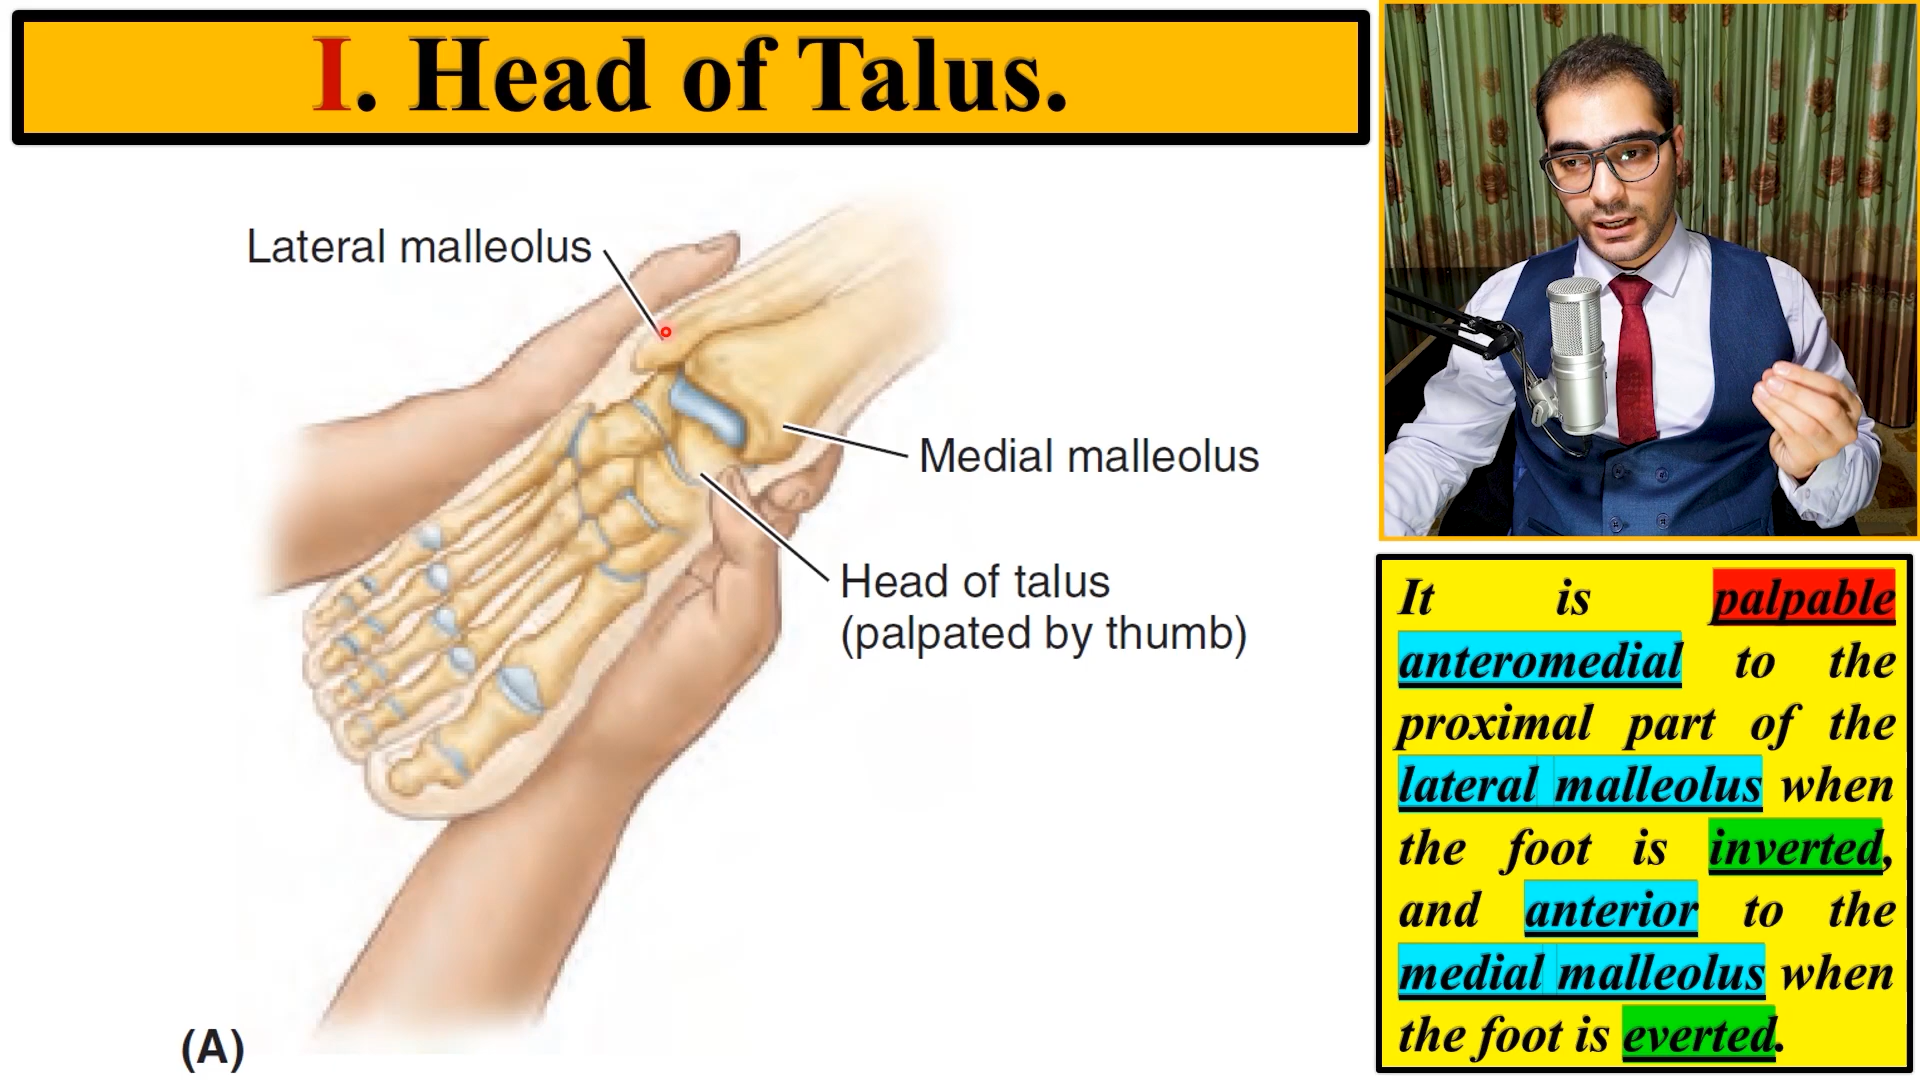 I. Head of Talus.
Lateral malleolus
Medial malleolus
Head of talus
(palpated by thumb)
(A)
It is palpable
anteromedial to the
proximal part of the
lateral malleolus when
the foot is inverted,
and anterior to the
medial malleolus when
the foot is everted.